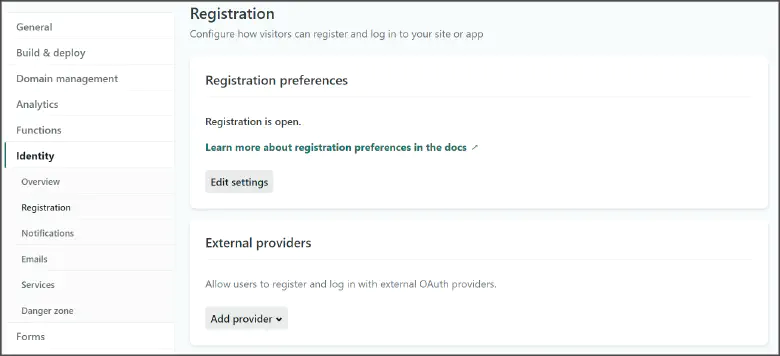 General
Build & deploy
Domain management
Analytics
Functions
Identity
Overview
Registration
Notifications
Emails
Services
Danger zone
Forms
Registration
Configure how visitors can register and log in to your site or app
Registration preferences
Registration is open.
Learn more about registration preferences in the docs ↗
Edit settings
External providers
Allow users to register and log in with external OAuth providers.
Add provider